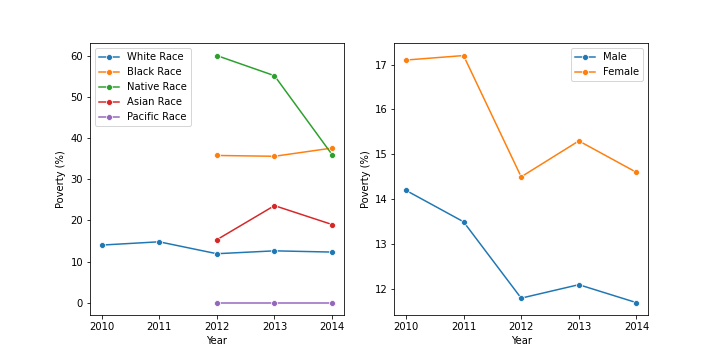 White Race
Black Race
Native Race
Asian Race
Pacific Race
60
50
40
30
20
10
0
Poverty (%)
2010 2011 2012 2013 2014
Year
Male
Female
17
16
15
14
13
12
Poverty (%)
2010 2011 2012 2013 2014
Year